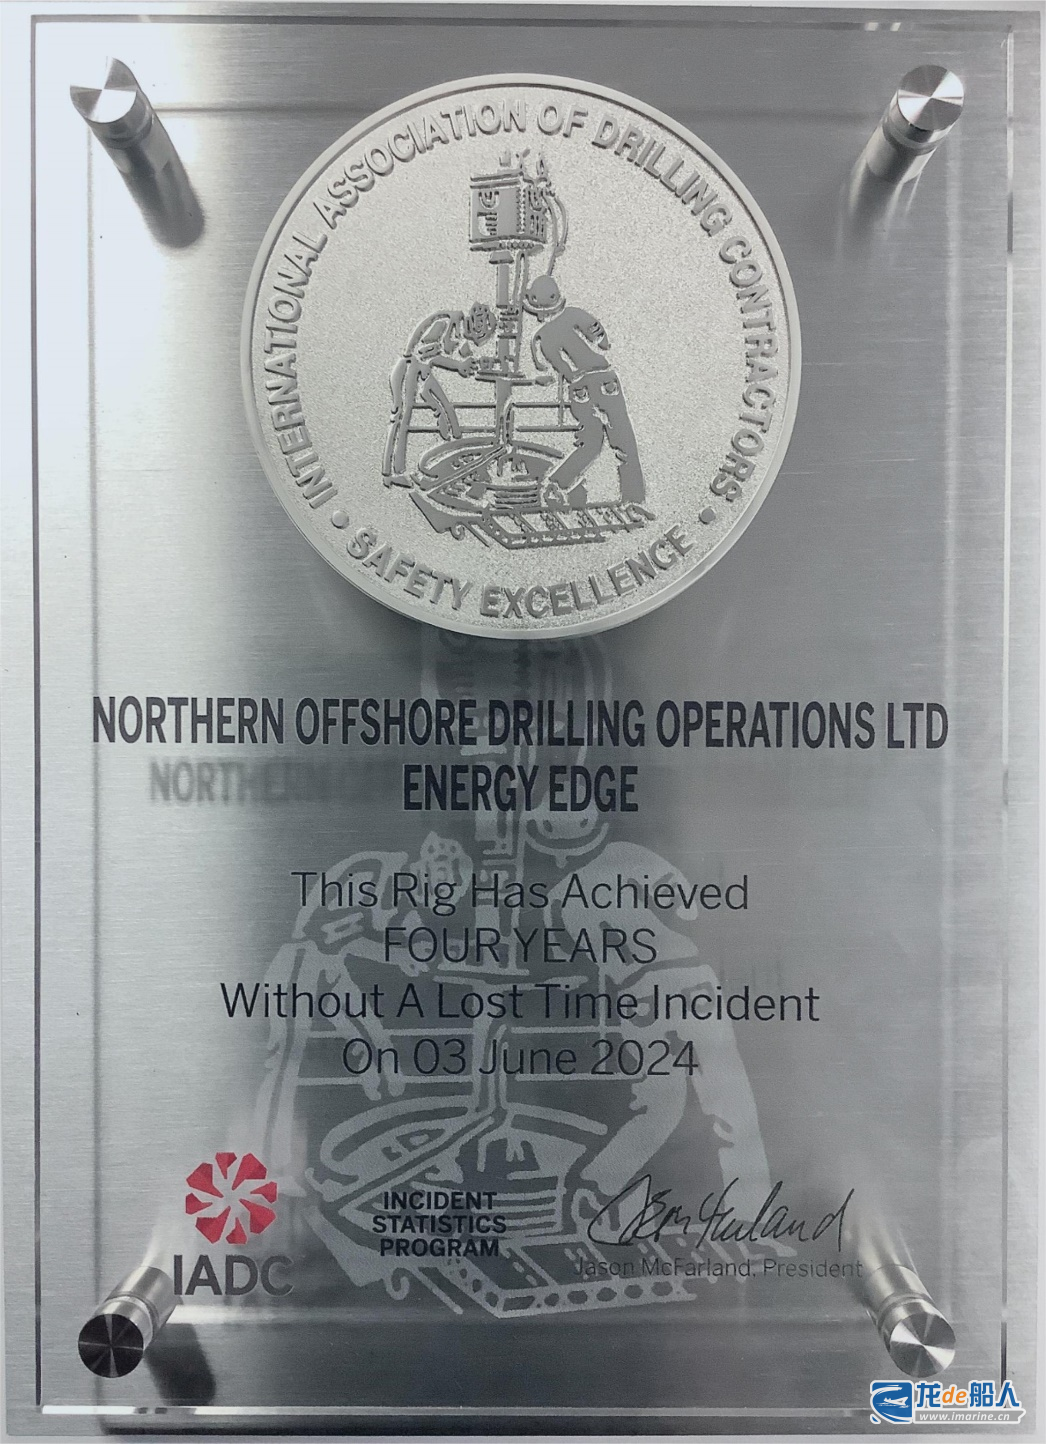 INTERNATIONAL ASSOCIATION OF DRILLING CONTRACTORS
• SAFETY EXCELLENCE •
NORTHERN OFFSHORE DRILLING OPERATIONS LTD
ENERGY EDGE
This Rig Has Achieved
FOUR YEARS
Without A Lost Time Incident
On 03 June 2024
IADC
INCIDENT
STATISTICS
PROGRAM
Jason McFarland, President
龙de船人
www.imarine.cn